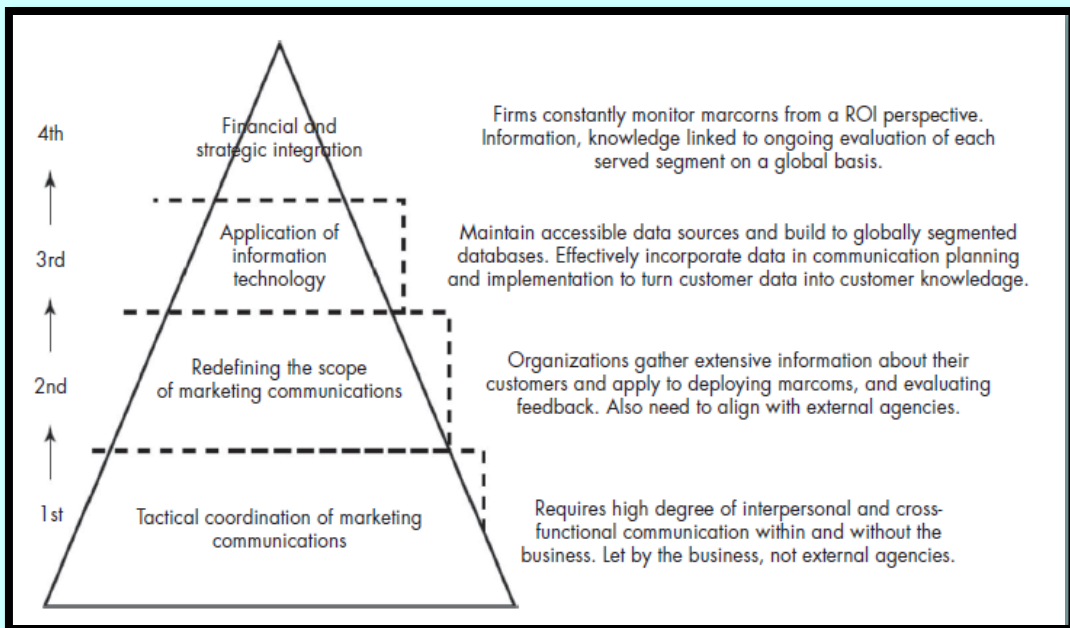 4th
Financial and
strategic integration
Firms constantly monitor marcorns from a ROI perspective.
Information, knowledge linked to ongoing evaluation of each
served segment on a global basis.
3rd
Application of
information
technology
Maintain accessible data sources and build to globally segmented
databases. Effectively incorporate data in communication planning
and implementation to turn customer data into customer knowledge.
2nd
Redefining the scope
of marketing communications
Organizations gather extensive information about their
customers and apply to deploying marcoms, and evaluating
feedback. Also need to align with external agencies.
1st
Tactical coordination of marketing
communications
Requires high degree of interpersonal and cross-
functional communication within and without the
business. Let by the business, not external agencies.